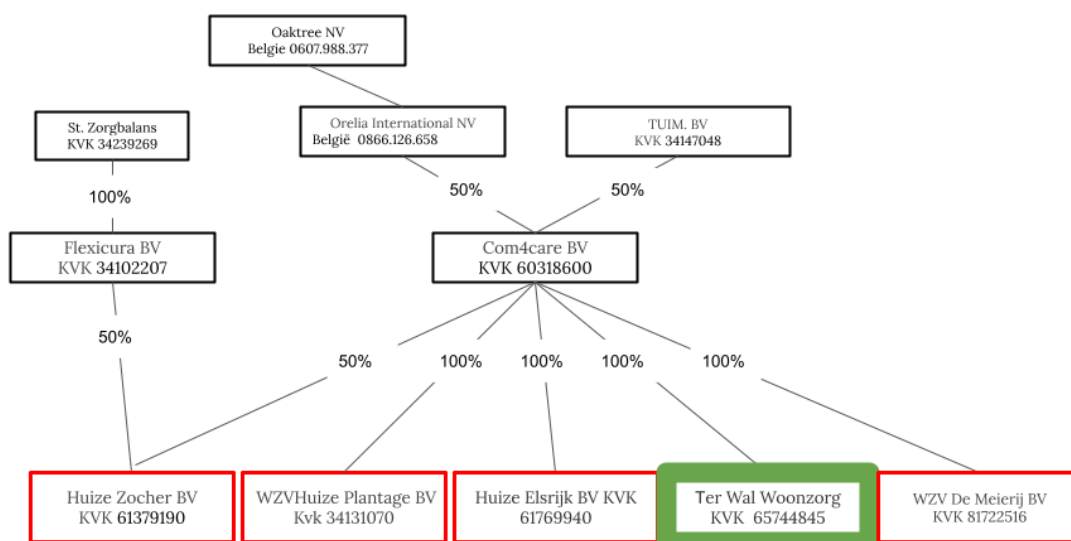 Oaktree NV
Belgie 0607.988.377
Orelia International NV
België 0866.126.658
TUIM. BV
KVK 34147048
St. Zorgbalans
KVK 34239269
100%
50%
50%
Flexicura BV
KVK 34102207
Com4care BV
KVK 60318600
50%
50%
100%
100%
100%
100%
Huize Zocher BV
KVK 61379190
WZVHuize Plantage BV
Kvk 34131070
Huize Elsrijk BV KVK
61769940
Ter Wal Woonzorg
KVK 65744845
WZV De Meierij BV
KVK 81722516